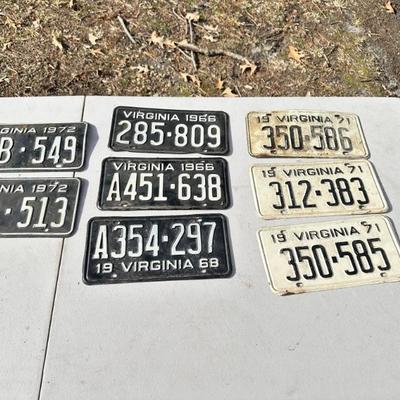 VIRGINIA 1972
B·549
VIRGINIA 1972
·513
VIRGINIA 1966
285·809
VIRGINIA 1966
A451·638
A354·297
19 VIRGINIA 68
19 VIRGINIA 71
350·586
19 VIRGINIA 71
312·383
19 VIRGINIA 71
350·585